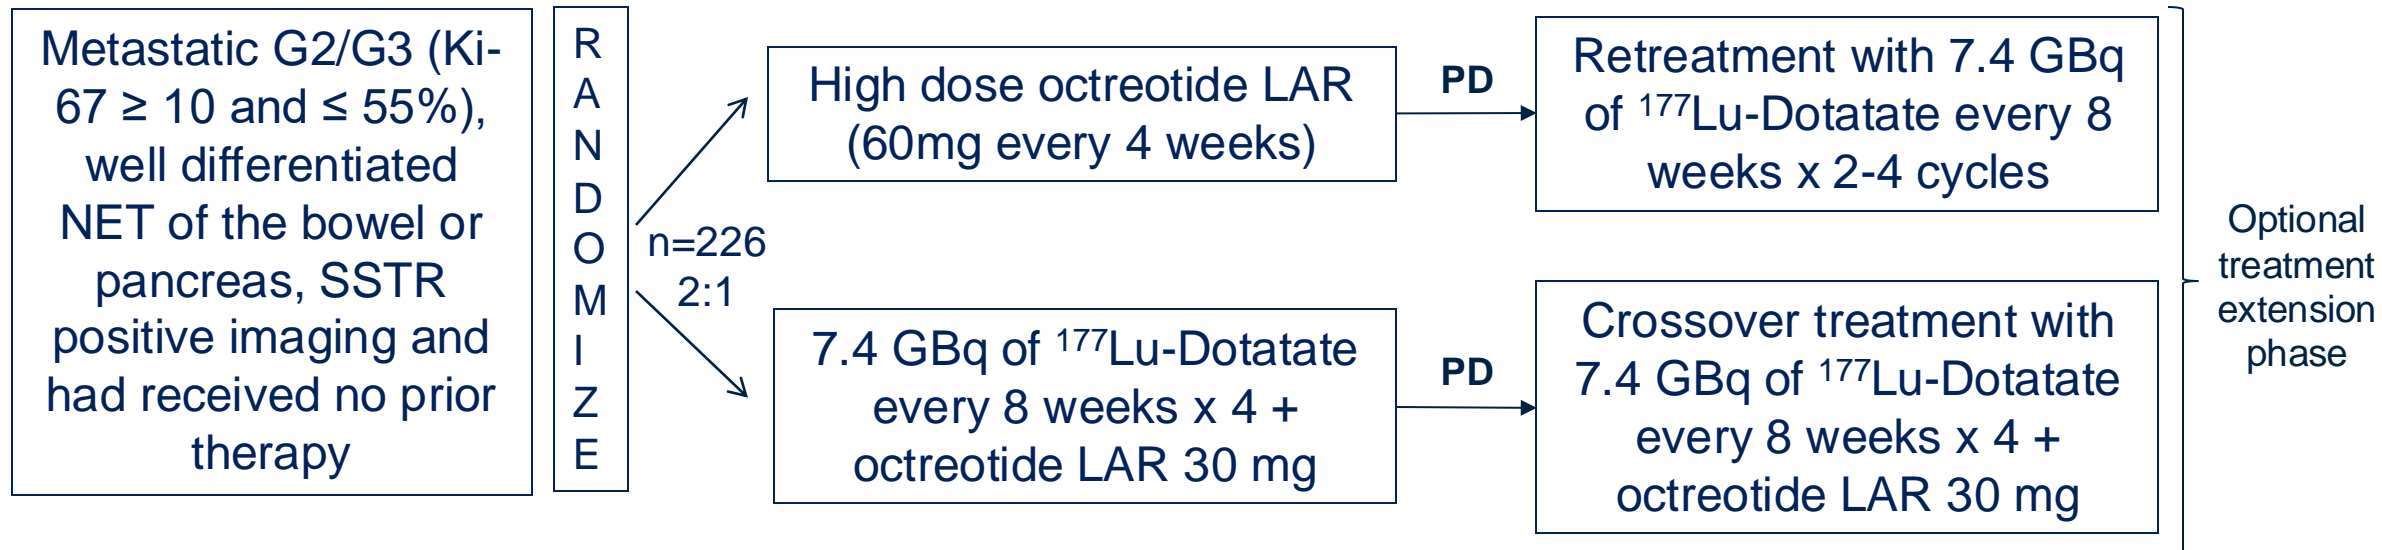 Metastatic G2/G3 (Ki-
67 ≥ 10 and ≤ 55%),
well differentiated
NET of the bowel or
pancreas, SSTR
positive imaging and
had received no prior
therapy
R
A
N
D
O
M
I
Z
E
n=226
2:1
High dose octreotide LAR
(60mg every 4 weeks)
PD
Retreatment with 7.4 GBq
of ¹⁷⁷Lu-Dotatate every 8
weeks x 2-4 cycles
7.4 GBq of ¹⁷⁷Lu-Dotatate
every 8 weeks x 4 +
octreotide LAR 30 mg
PD
Crossover treatment with
7.4 GBq of ¹⁷⁷Lu-Dotatate
every 8 weeks x 4 +
octreotide LAR 30 mg
Optional
treatment
extension
phase